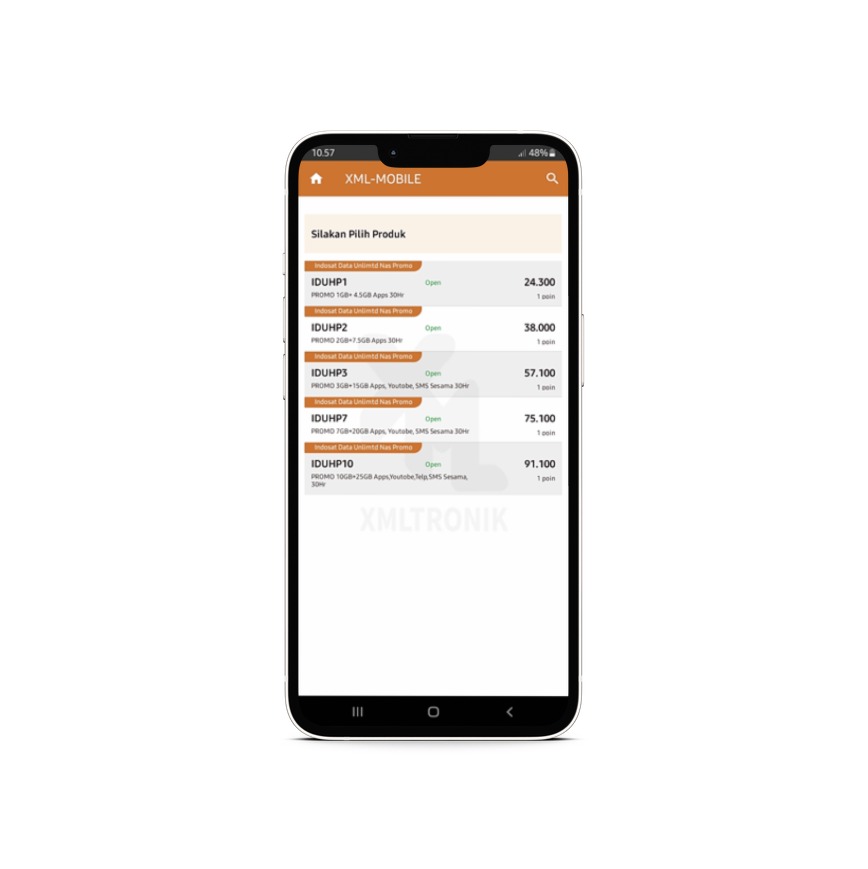 10.57
48%
XML-MOBILE
Silakan Pilih Produk
Indosat Data Unlimtd Nas Promo
IDUHP1 Open 24.300
PROMO 1GB+ 4.5GB Apps 30Hr 1 poin
Indosat Data Unlimtd Nas Promo
IDUHP2 Open 38.000
PROMO 2GB+7.5GB Apps 30Hr 1 poin
Indosat Data Unlimtd Nas Promo
IDUHP3 Open 57.100
PROMO 3GB+15GB Apps, Youtube, SMS Sesama 30Hr 1 poin
Indosat Data Unlimtd Nas Promo
IDUHP7 Open 75.100
PROMO 7GB+20GB Apps, Youtube, SMS Sesama 30Hr 1 poin
Indosat Data Unlimtd Nas Promo
IDUHP10 Open 91.100
PROMO 10GB+25GB Apps,Youtube,Telp,SMS Sesama, 1 poin
30Hr
XMLTRONIK